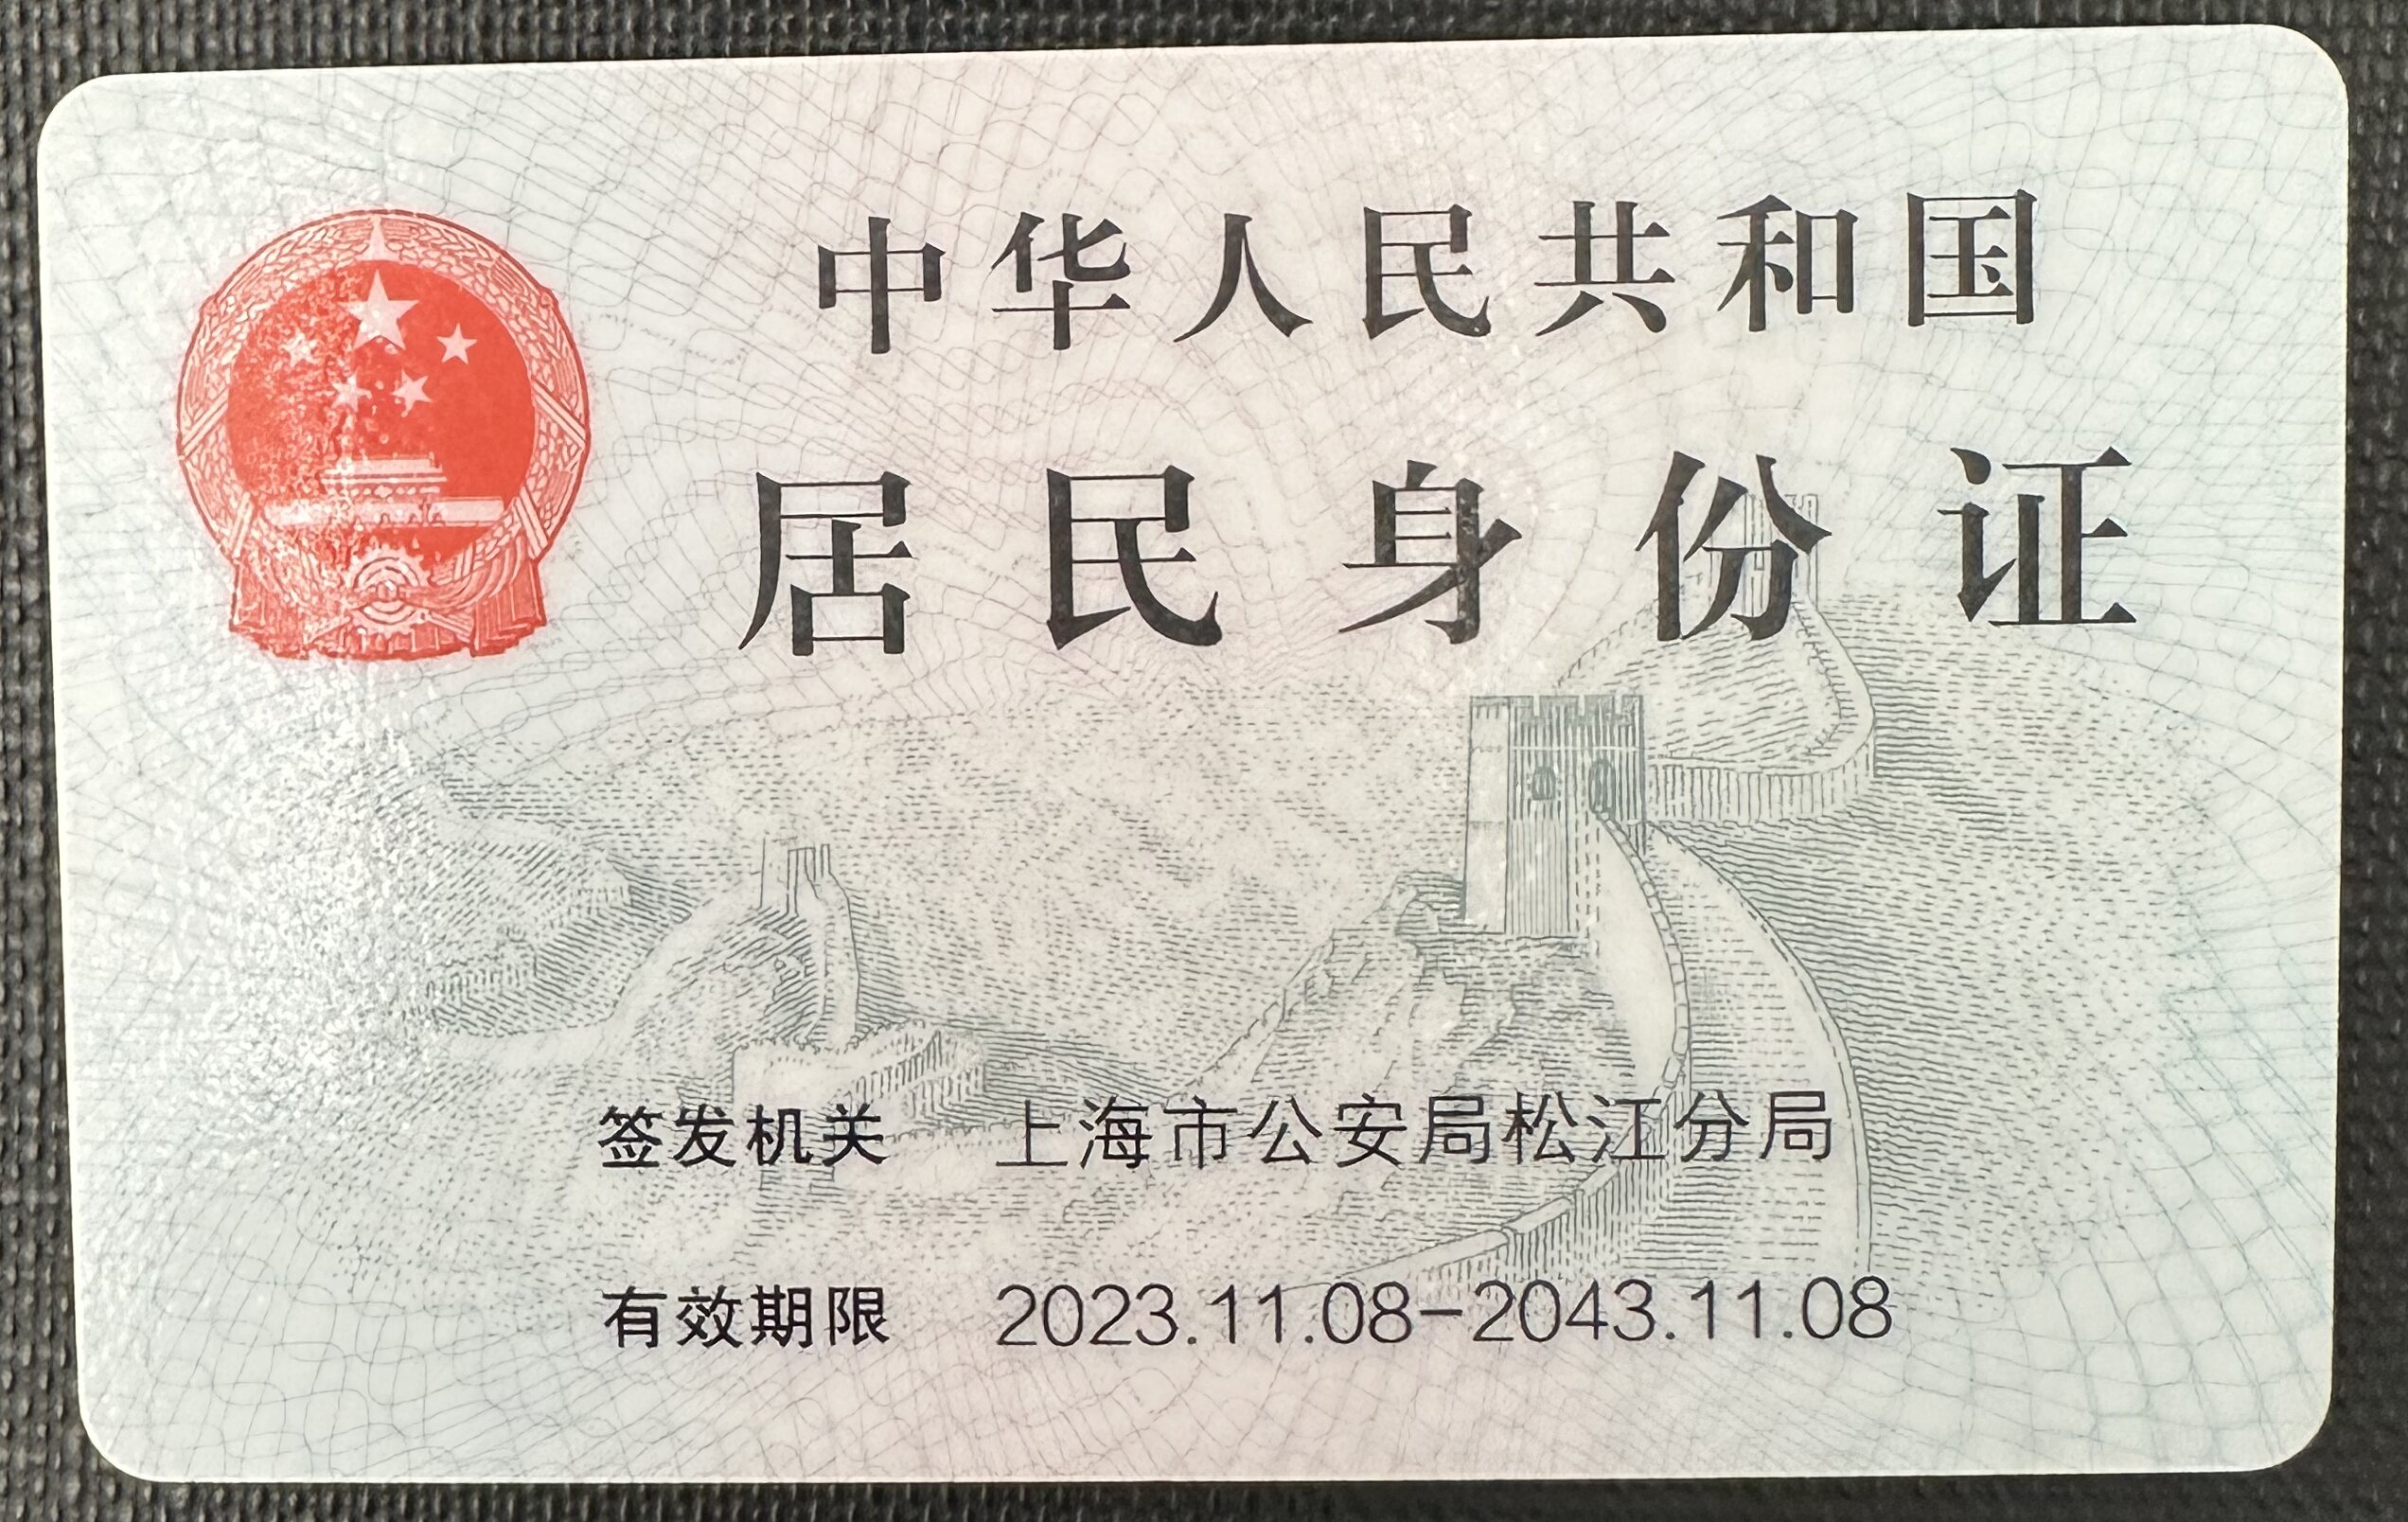 中华人民共和国
居民身份证
签发机关 上海市公安局松江分局
有效期限 2023.11.08-2043.11.08